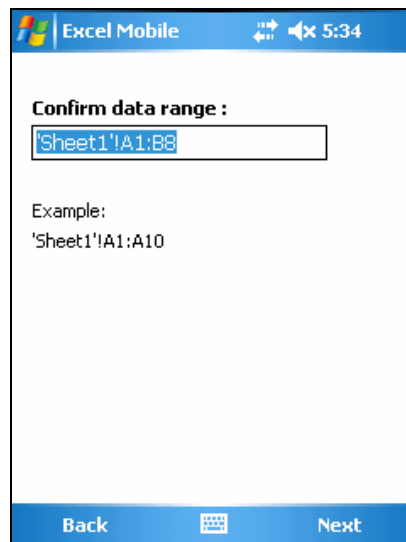 Excel Mobile 5:34
Confirm data range :
'Sheet1'!A1:B8
Example:
'Sheet1'!A1:A10
Back Next